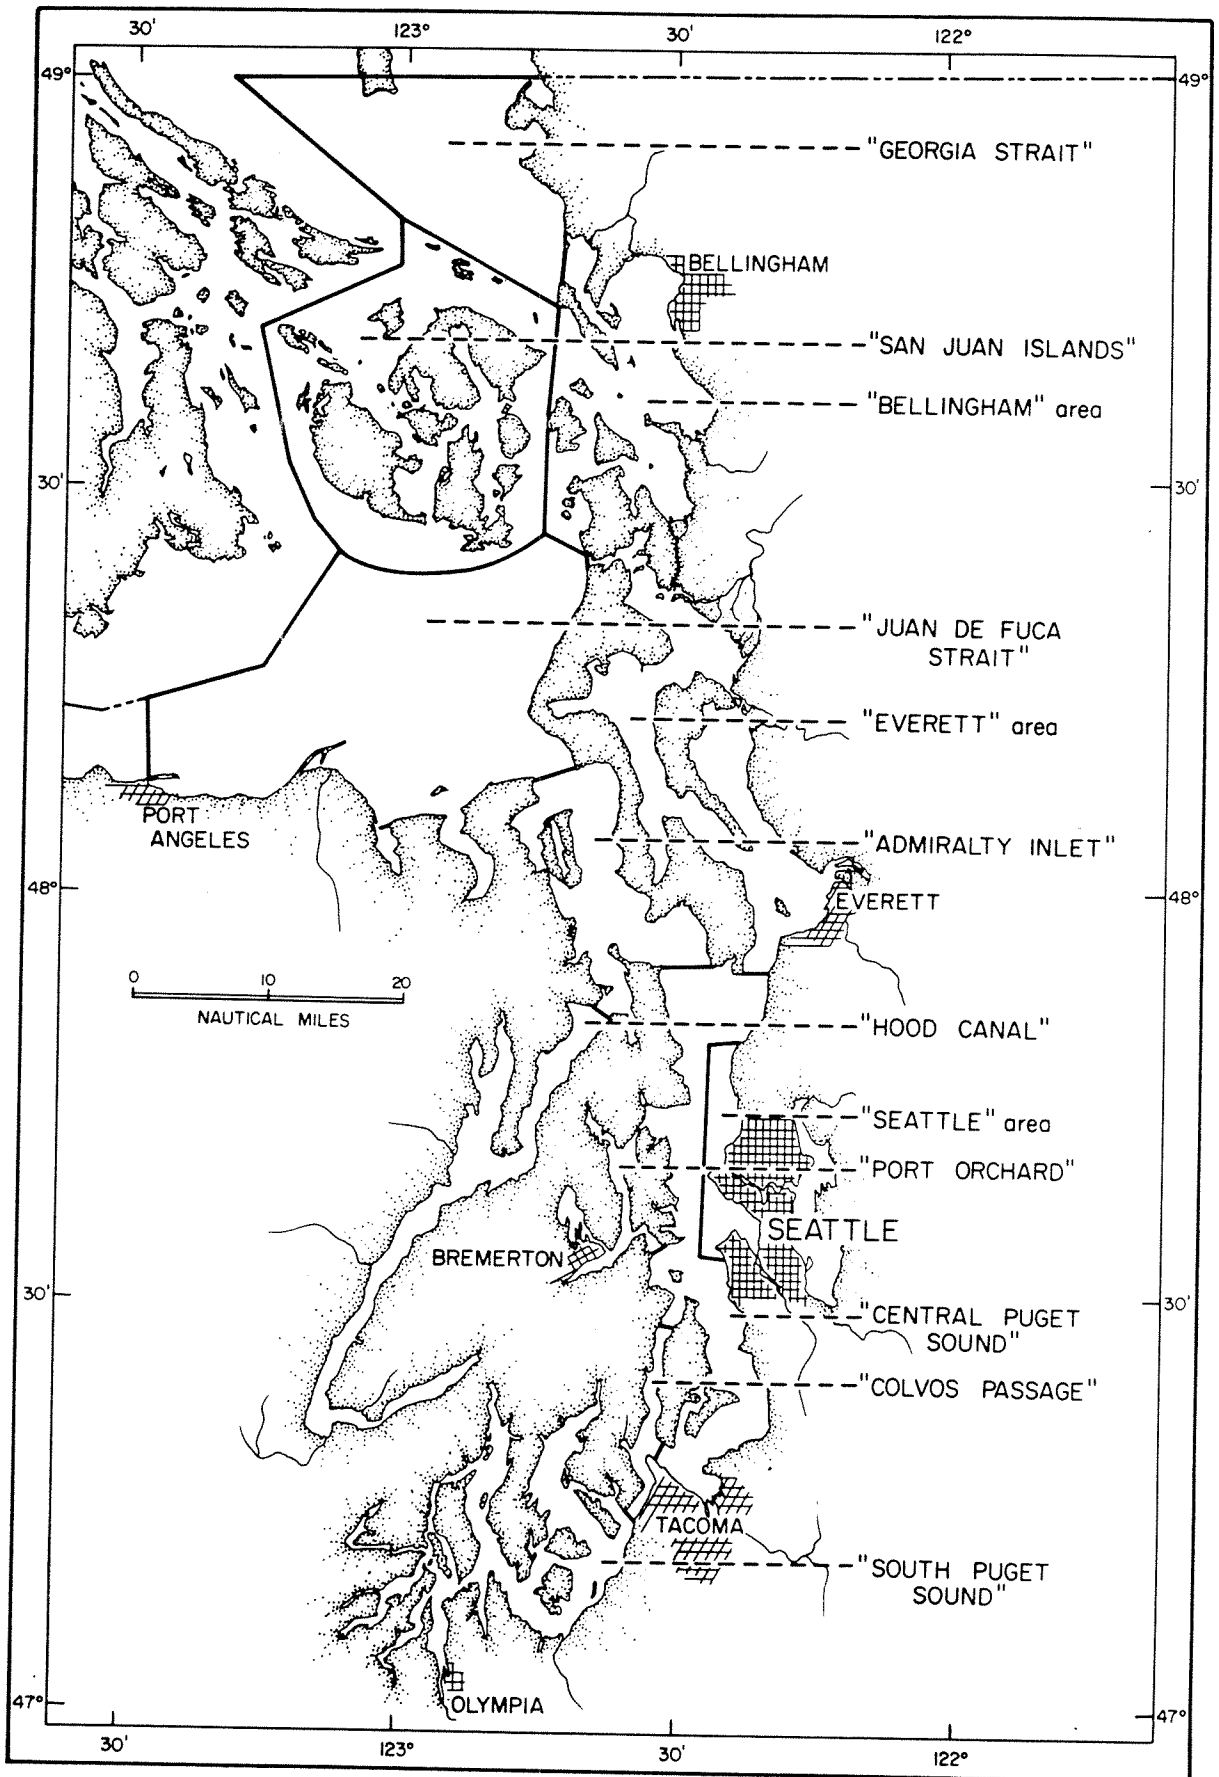 30' 123° 30' 122°
49° 49°
"GEORGIA STRAIT"
BELLINGHAM
"SAN JUAN ISLANDS"
"BELLINGHAM" area
30' 30'
"JUAN DE FUCA
STRAIT"
"EVERETT" area
PORT
ANGELES
"ADMIRALTY INLET"
48° 48°
EVERETT
0 10 20
NAUTICAL MILES
"HOOD CANAL"
"SEATTLE" area
"PORT ORCHARD"
SEATTLE
BREMERTON
30' 30'
"CENTRAL PUGET
SOUND"
"COLVOS PASSAGE"
TACOMA
"SOUTH PUGET
SOUND"
OLYMPIA
47° 47°
30' 123° 30' 122°